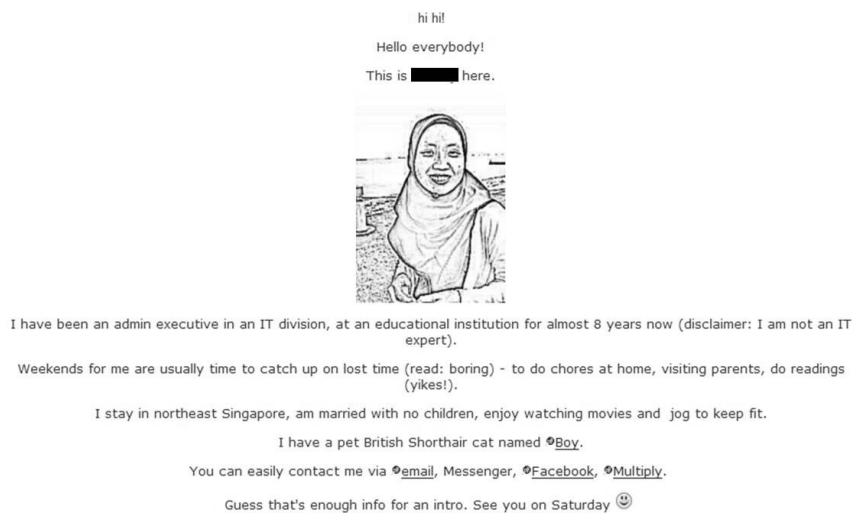 hi hi!
Hello everybody!
This is here.
I have been an admin executive in an IT division, at an educational institution for almost 8 years now (disclaimer: I am not an IT
expert).
Weekends for me are usually time to catch up on lost time (read: boring) - to do chores at home, visiting parents, do readings
(yikes!).
I stay in northeast Singapore, am married with no children, enjoy watching movies and jog to keep fit.
I have a pet British Shorthair cat named Boy.
You can easily contact me via email, Messenger, Facebook, Multiply.
Guess that's enough info for an intro. See you on Saturday